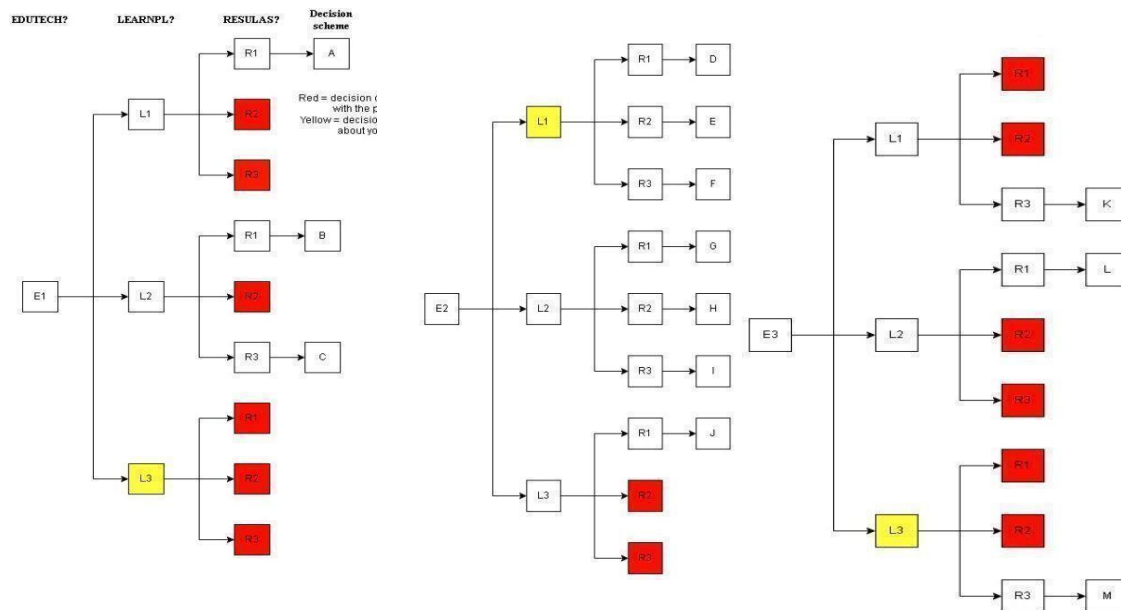 EDUTECH?
LEARNPL?
RESULAS?
Decision
scheme
E1
L1
R1
A
R2
R3
L2
R1
B
R2
R3
C
L3
R1
R2
R3
Red = decision
with the
Yellow = decision
about
E2
L1
R1
D
R2
E
R3
F
L2
R1
G
R2
H
R3
I
L3
R1
J
R2
R3
E3
L1
R1
R2
R3
K
L2
R1
L
R2
R3
L3
R1
R2
R3
M